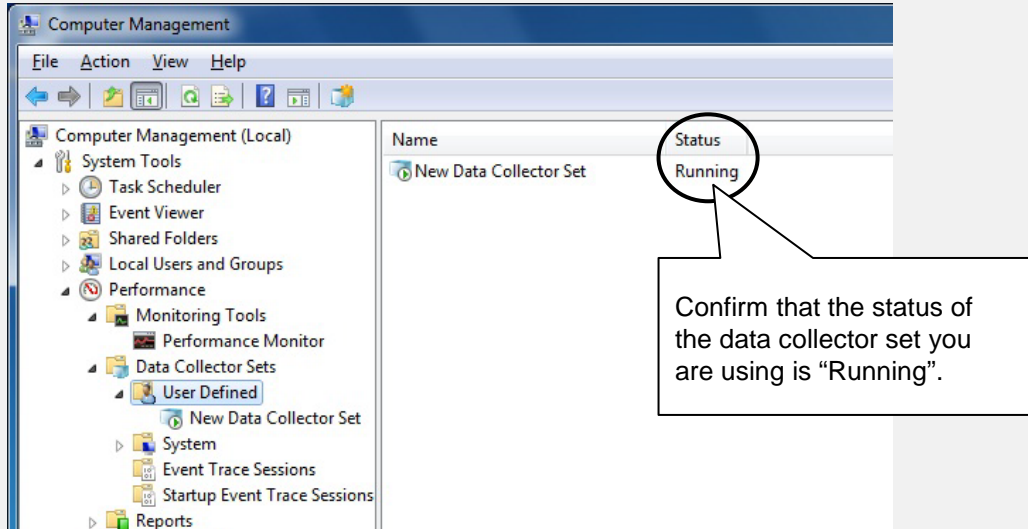 Computer Management
File Action View Help
Computer Management (Local)
System Tools
Task Scheduler
Event Viewer
Shared Folders
Local Users and Groups
Performance
Monitoring Tools
Performance Monitor
Data Collector Sets
User Defined
New Data Collector Set
System
Event Trace Sessions
Startup Event Trace Sessions
Reports
Name Status
New Data Collector Set Running
Confirm that the status of
the data collector set you
are using is “Running”.